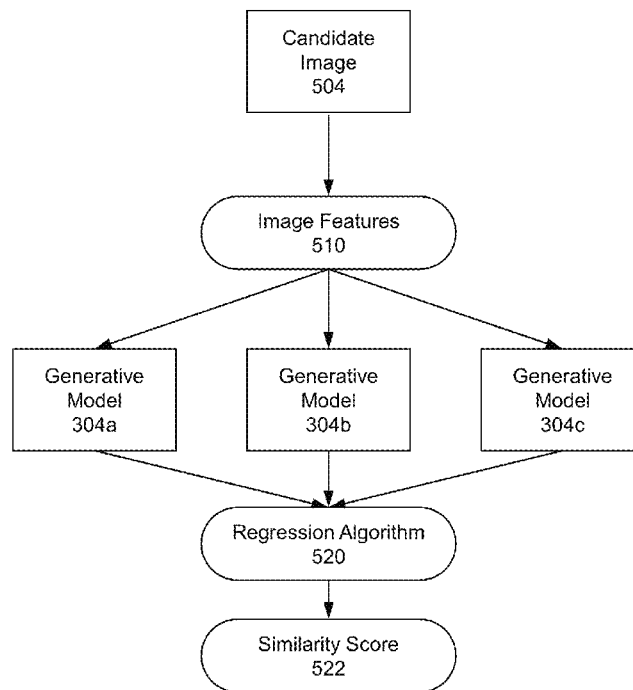 Candidate
Image
504
Image Features
510
Generative
Model
304a
Generative
Model
304b
Generative
Model
304c
Regression Algorithm
520
Similarity Score
522